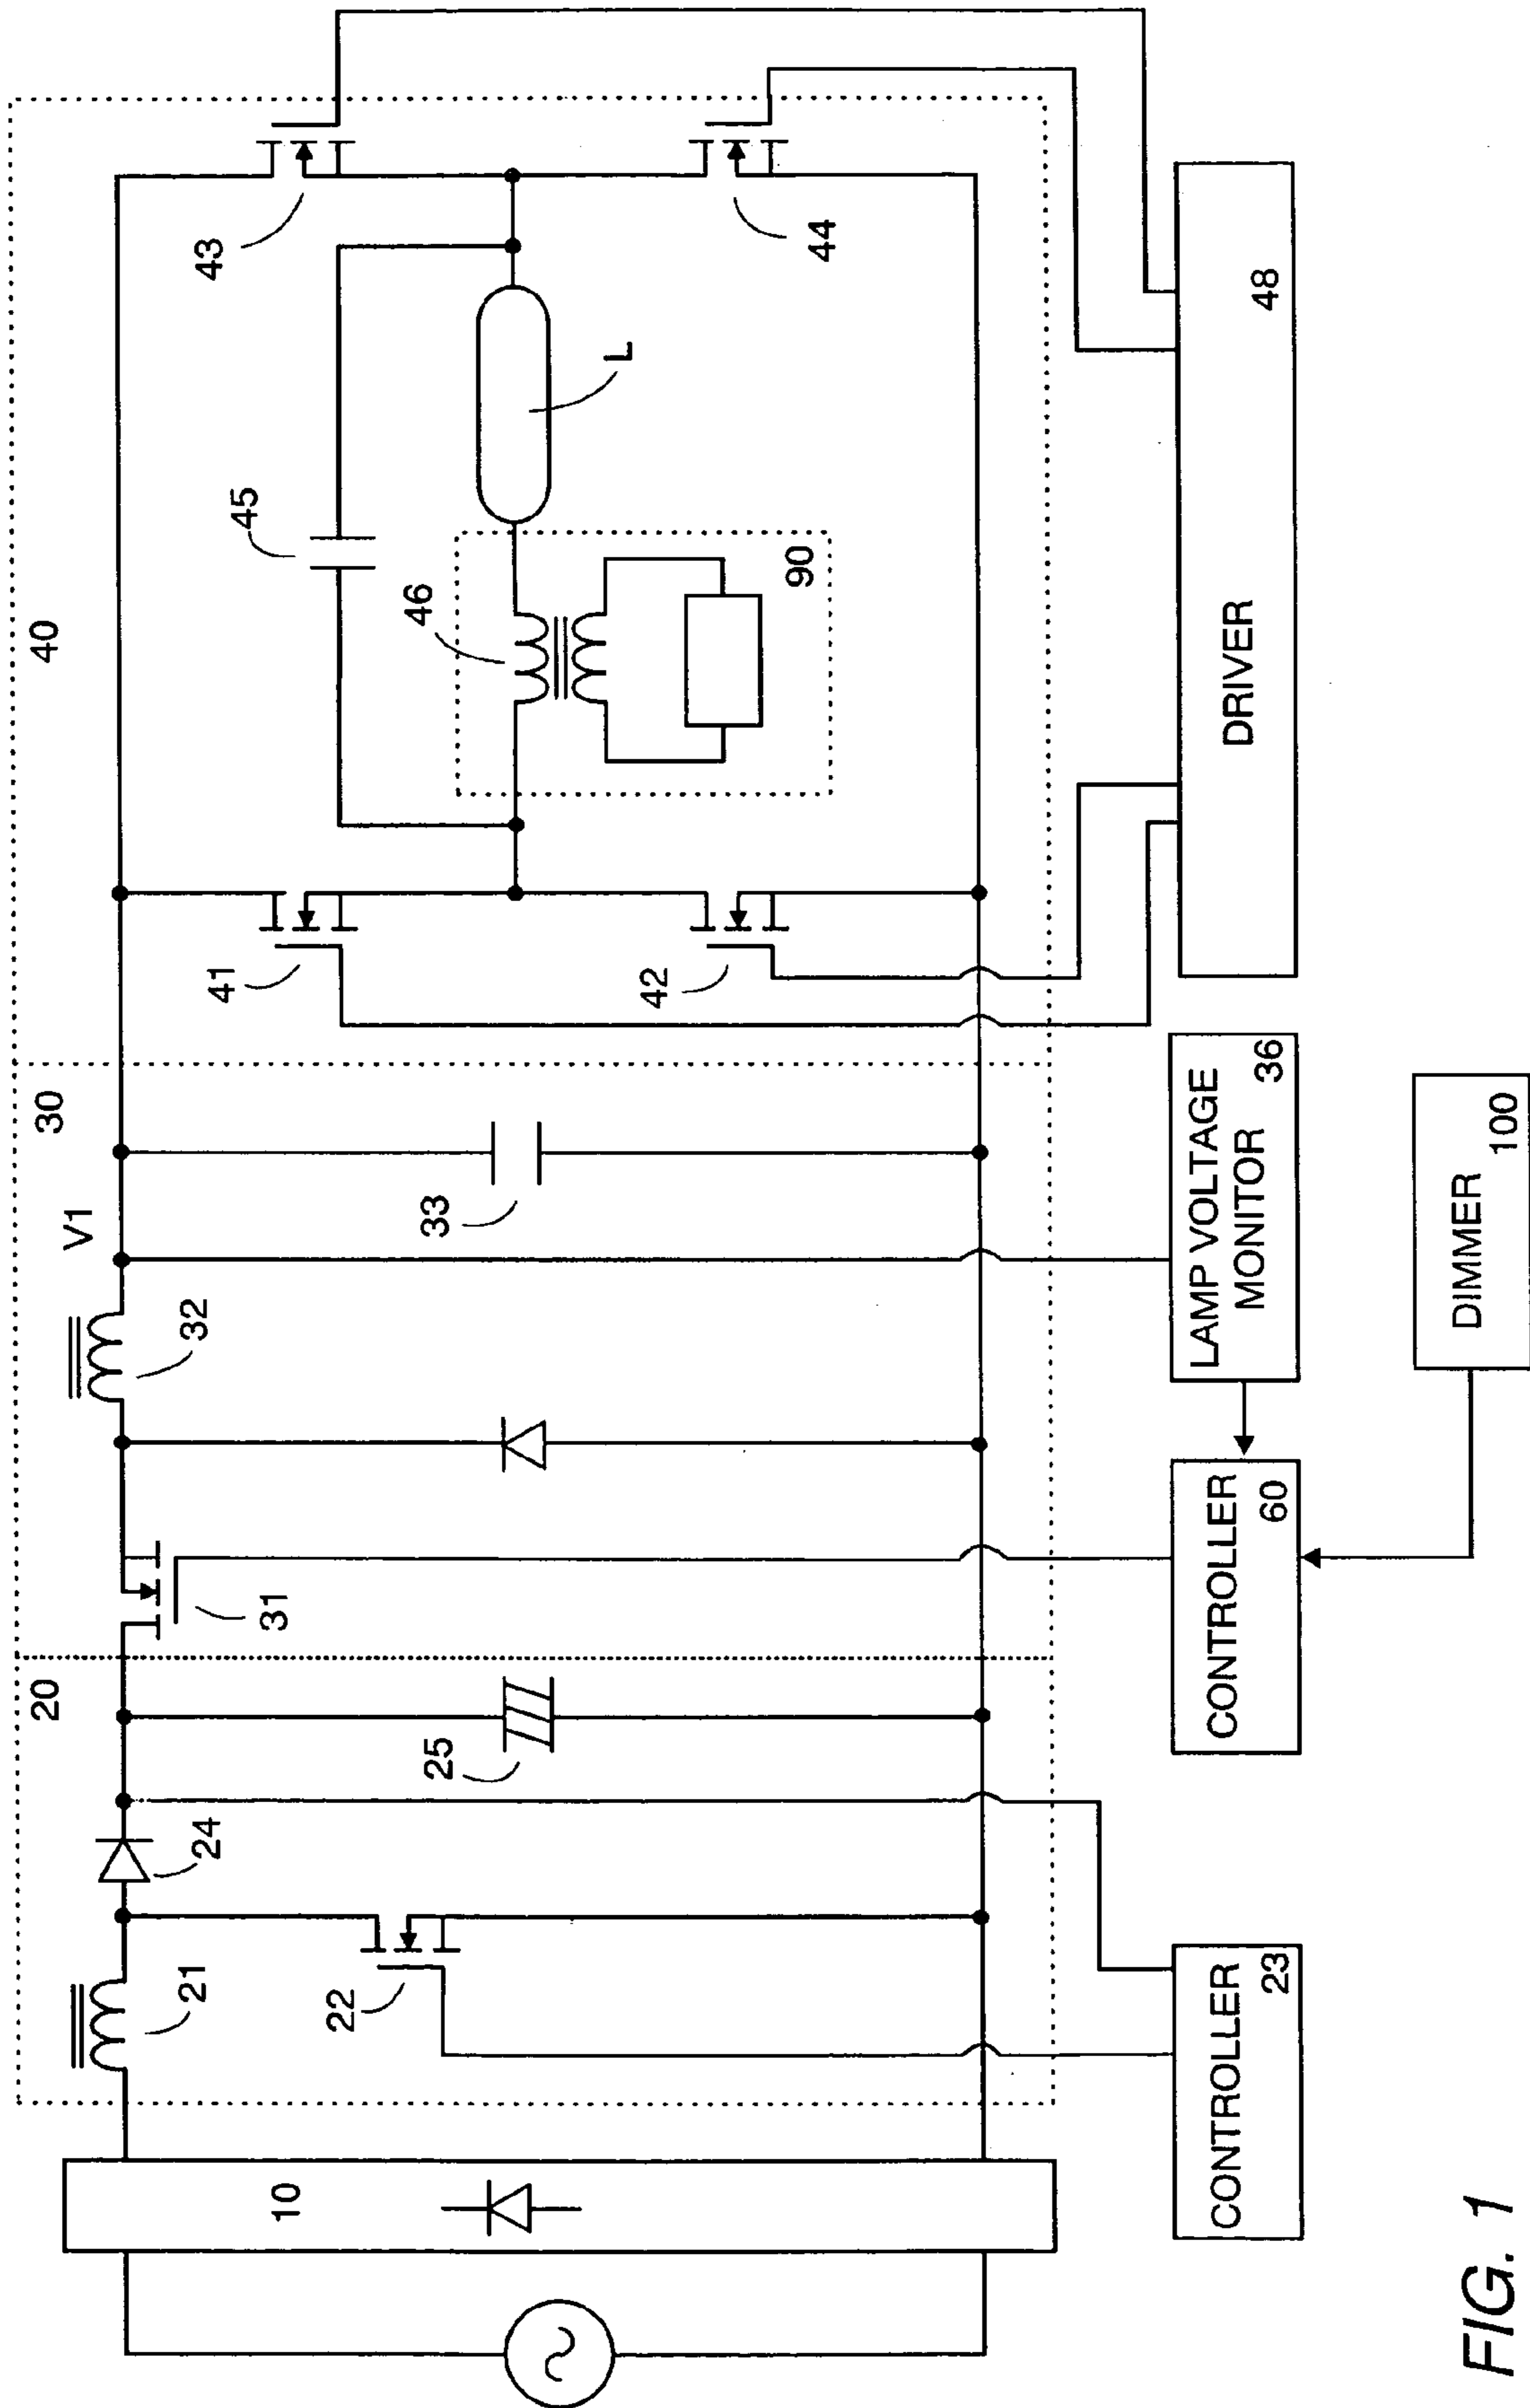 40
30
20
V1
10
21
22
24
25
31
32
33
41
42
43
44
45
46
90
L
CONTROLLER
23
CONTROLLER
60
LAMP VOLTAGE
MONITOR
36
DRIVER
48
DIMMER
100
FIG. 1